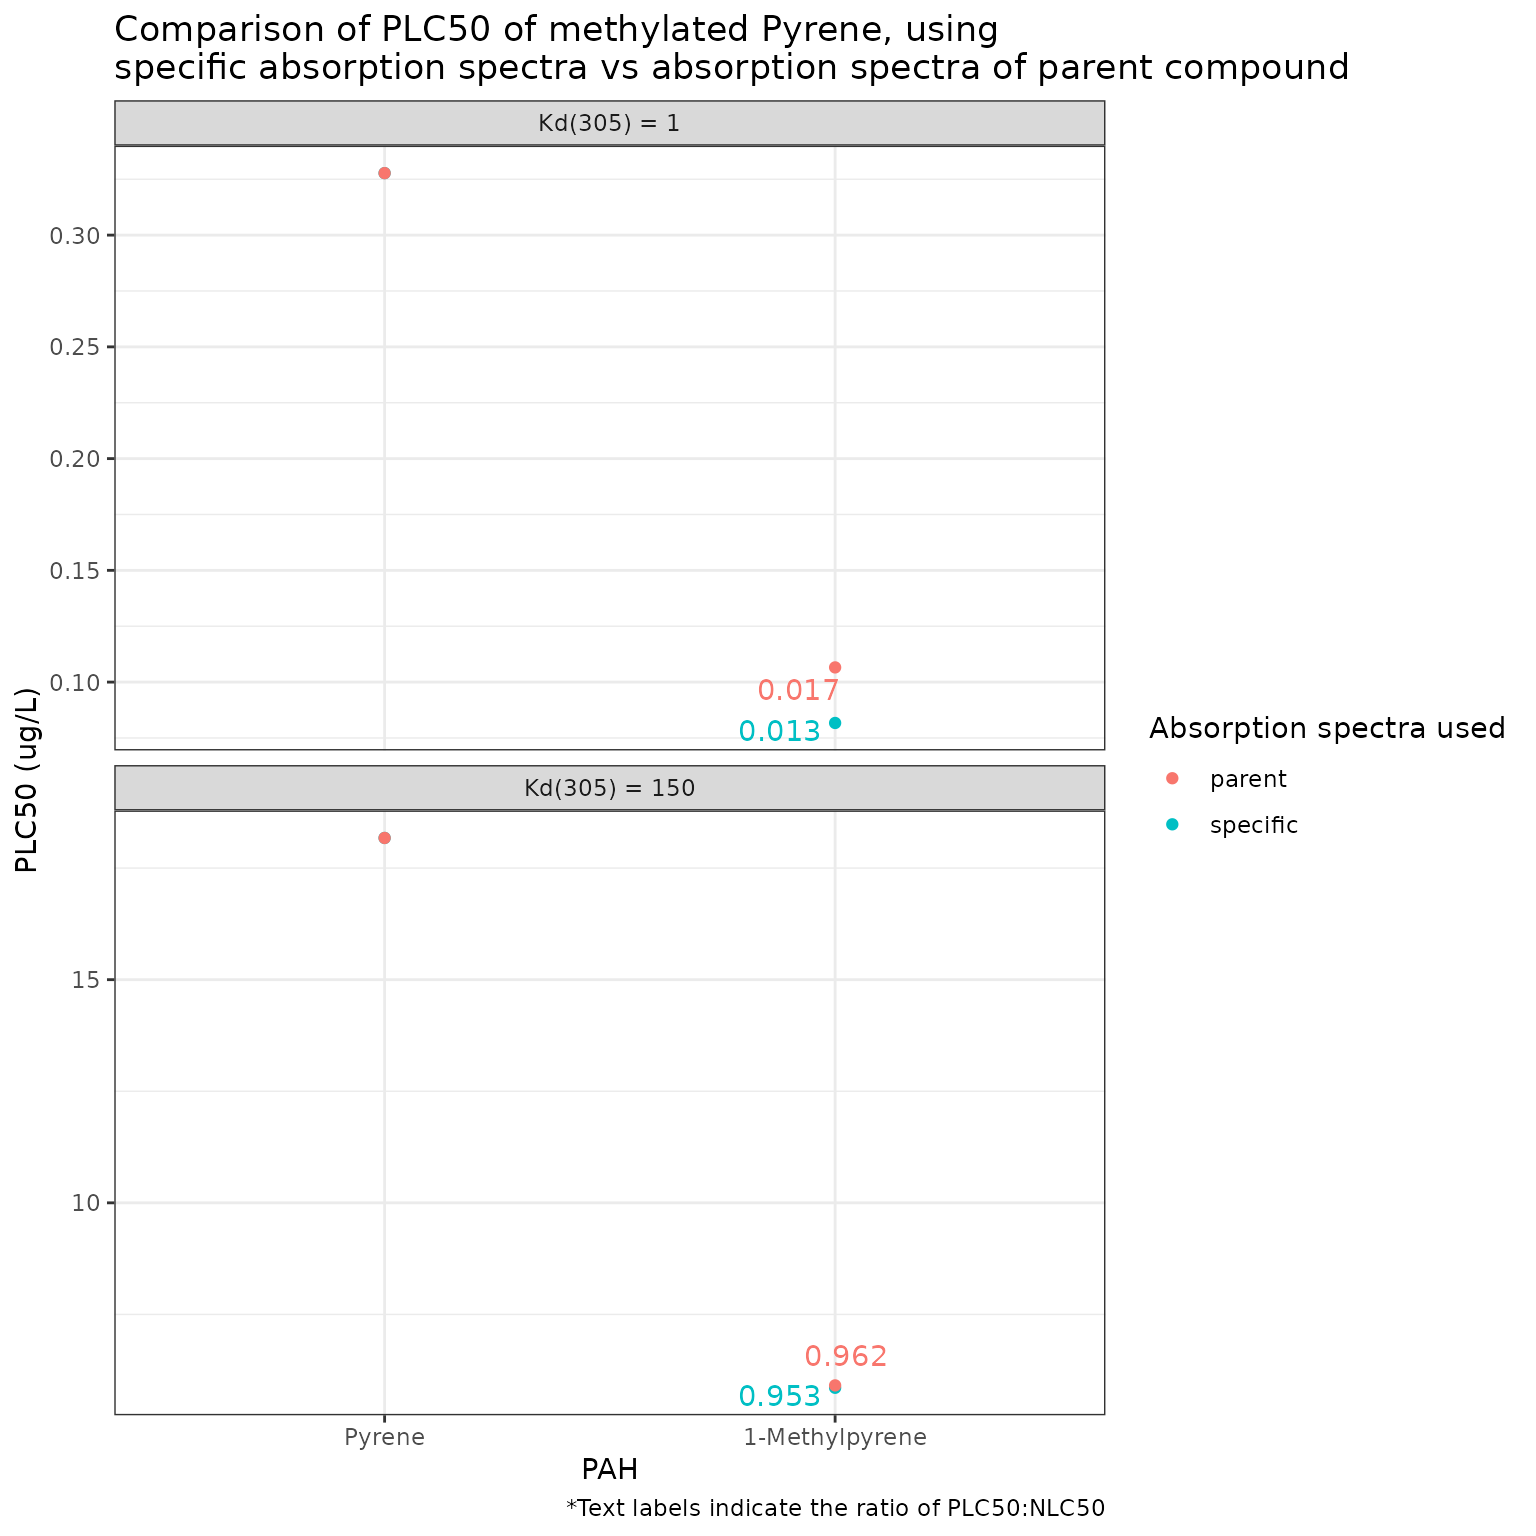 Comparison of PLC50 of methylated Pyrene, using
specific absorption spectra vs absorption spectra of parent compound
Kd(305) = 1
0.30
0.25
0.20
0.15
0.10
0.017
0.013
PLC50 (ug/L)
Absorption spectra used
parent
specific
Kd(305) = 150
15
10
0.962
0.953
Pyrene
1-Methylpyrene
PAH
*Text labels indicate the ratio of PLC50:NLC50